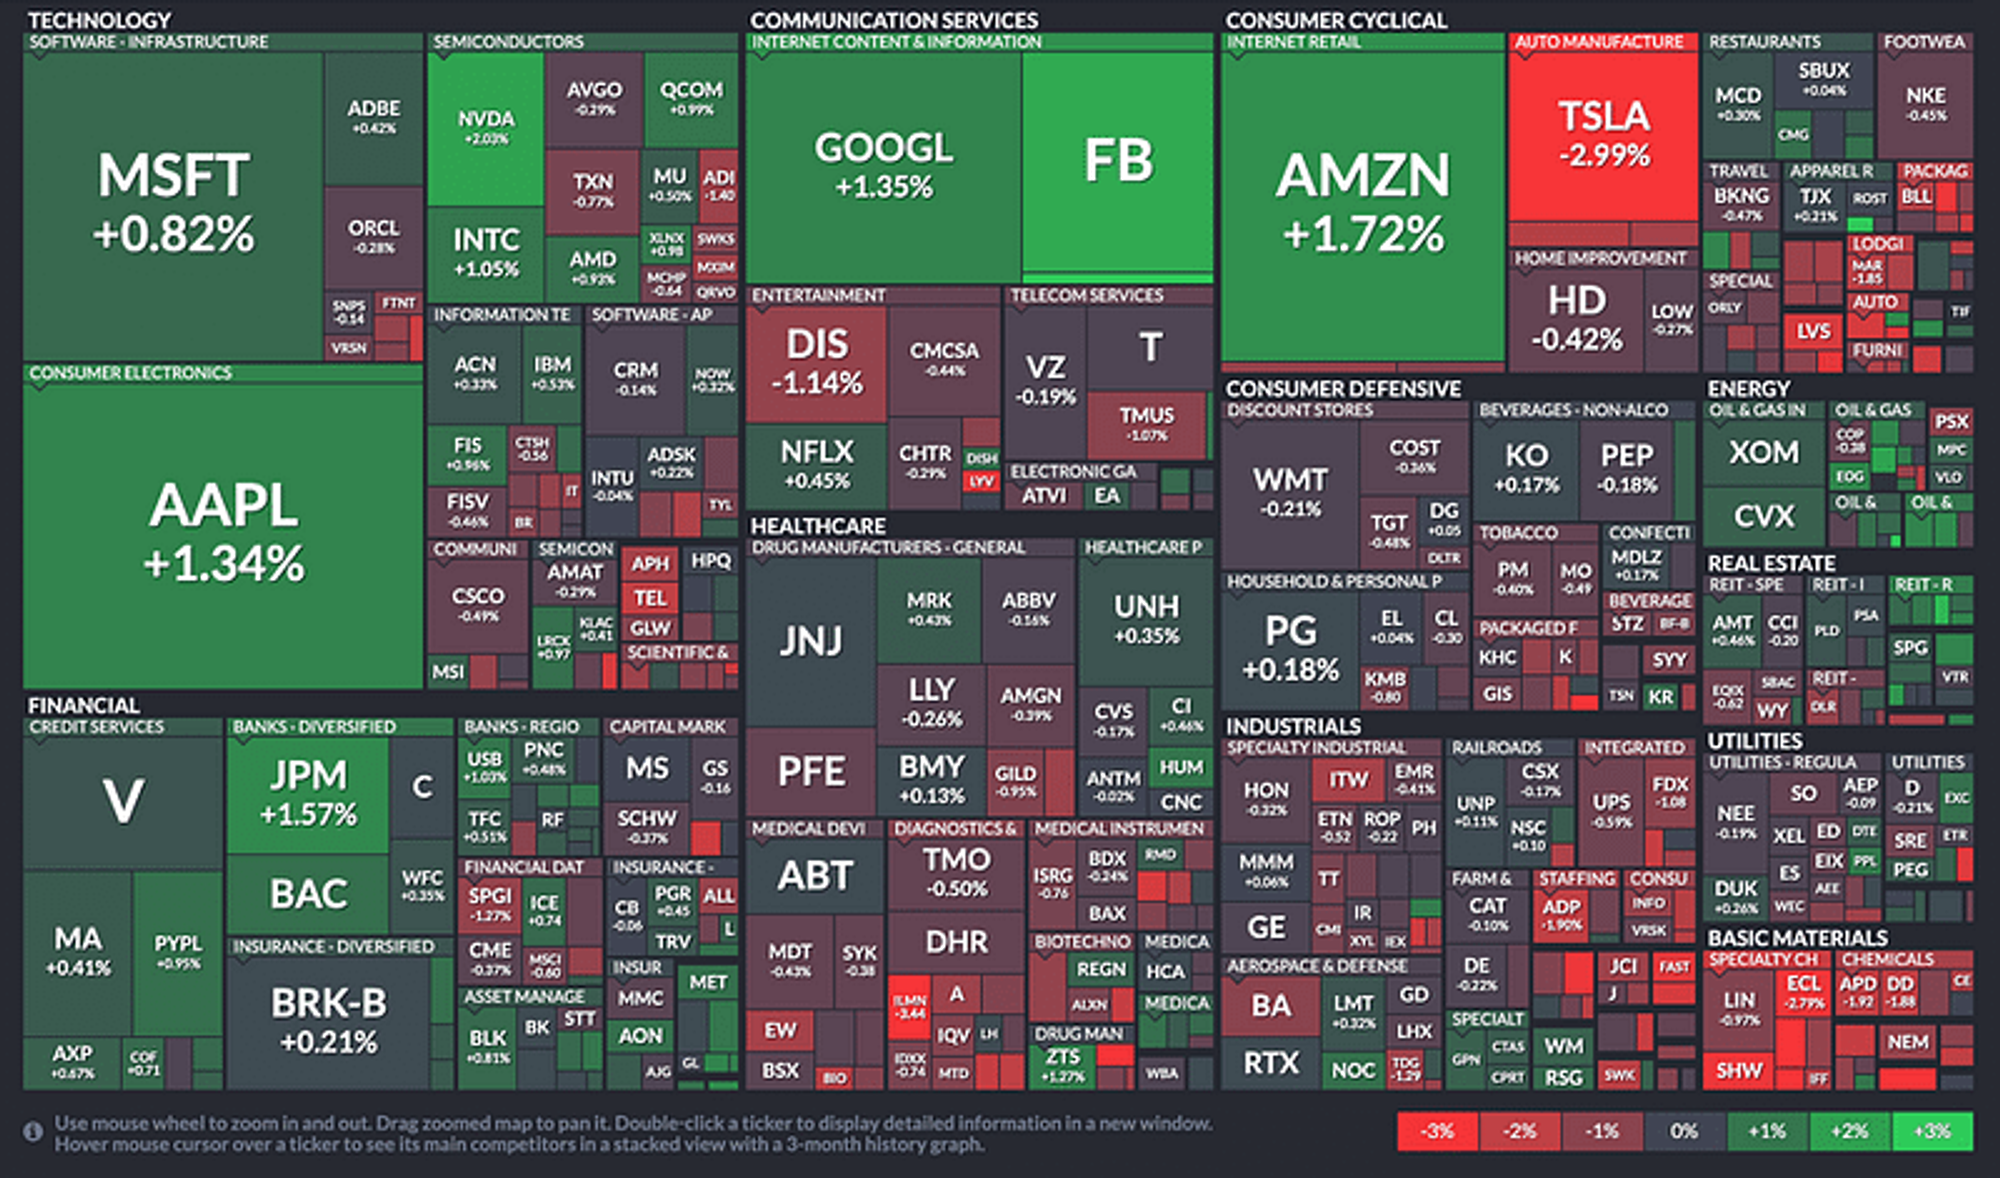 TECHNOLOGY
SOFTWARE - INFRASTRUCTURE
MSFT
+0.82%
ADBE
+0.42%
ORCL
-0.28%
SNPS
-0.14
FTNT
VRSN
CONSUMER ELECTRONICS
AAPL
+1.34%
SEMICONDUCTORS
NVDA
+2.03%
AVGO
-0.29%
QCOM
+0.99%
INTC
+1.05%
TXN
-0.77%
MU
+0.50%
ADI
-1.40
AMD
+0.93%
XLNX
+0.98
SWKS
MCHP
-0.64
MXIM
QRVO
INFORMATION TE
ACN
+0.33%
IBM
+0.53%
FIS
+0.96%
CTSH
-0.56
FISV
-0.46%
IT
BR
SOFTWARE - AP
CRM
-0.14%
NOW
+0.32%
INTU
-0.04%
ADSK
+0.22%
TYL
COMMUNI
CSCO
-0.49%
MSI
SEMICON
AMAT
-0.29%
LRCX
+0.97
KLAC
+0.41
APH
TEL
GLW
HPQ
SCIENTIFIC &
COMMUNICATION SERVICES
INTERNET CONTENT & INFORMATION
GOOGL
+1.35%
FB
ENTERTAINMENT
DIS
-1.14%
CMCSA
-0.44%
NFLX
+0.45%
CHTR
-0.29%
DISH
LYV
TELECOM SERVICES
VZ
-0.19%
T
TMUS
-1.07%
ELECTRONIC GA
ATVI
EA
CONSUMER CYCLICAL
INTERNET RETAIL
AMZN
+1.72%
AUTO MANUFACTURE
TSLA
-2.99%
HOME IMPROVEMENT
HD
-0.42%
LOW
-0.27%
RESTAURANTS
MCD
+0.30%
SBUX
+0.04%
CMG
FOOTWEA
NKE
-0.45%
TRAVEL
BKNG
-0.47%
APPAREL R
TJX
+0.21%
ROST
PACKAG
BLL
SPECIAL
ORLY
LVS
LODGI
MAR
-1.85
AUTO
FURNI
TIF
HEALTHCARE
DRUG MANUFACTURERS - GENERAL
JNJ
MRK
+0.43%
ABBV
-0.16%
PFE
LLY
-0.26%
AMGN
-0.39%
BMY
+0.13%
GILD
-0.95%
HEALTHCARE P
UNH
+0.35%
CVS
-0.17%
CI
+0.46%
ANTM
-0.02%
HUM
CNC
MEDICAL DEVI
ABT
MDT
-0.43%
SYK
-0.38
EW
BSX
BIO
DIAGNOSTICS &
TMO
-0.50%
DHR
ILMN
-3.44
A
IQV
LH
IDXX
-0.74
MTD
MEDICAL INSTRUMEN
ISRG
-0.76
BDX
-0.24%
RMD
BAX
BIOTECHNO
REGN
ALXN
MEDICA
HCA
MEDICA
DRUG MAN
ZTS
+1.27%
WBA
CONSUMER DEFENSIVE
DISCOUNT STORES
WMT
-0.21%
COST
-0.36%
TGT
-0.48%
DG
+0.05
DLTR
BEVERAGES - NON-ALCO
KO
+0.17%
PEP
-0.18%
HOUSEHOLD & PERSONAL P
PG
+0.18%
EL
+0.04%
CL
-0.30
KMB
-0.80
TOBACCO
PM
-0.40%
MO
-0.49
CONFECTI
MDLZ
+0.17%
BEVERAGE
STZ
BF-B
PACKAGED F
KHC
K
GIS
SYY
TSN
KR
ENERGY
OIL & GAS IN
XOM
CVX
OIL & GAS
COP
-0.38
EOG
PSX
MPC
VLO
OIL &
OIL &
REAL ESTATE
REIT - SPE
AMT
+0.46%
CCI
-0.20
EQIX
-0.62
SBAC
WY
REIT - I
PLD
PSA
REIT -
DLR
REIT - R
SPG
VTR
FINANCIAL
CREDIT SERVICES
V
MA
+0.41%
PYPL
+0.95%
AXP
+0.67%
COF
+0.71
BANKS - DIVERSIFIED
JPM
+1.57%
C
BAC
WFC
+0.35%
INSURANCE - DIVERSIFIED
BRK-B
+0.21%
BANKS - REGIO
USB
+1.03%
PNC
+0.48%
TFC
+0.51%
RF
CAPITAL MARK
MS
GS
-0.16
SCHW
-0.37%
FINANCIAL DAT
SPGI
-1.27%
ICE
+0.74
CME
-0.37%
MSCI
-0.60
INSURANCE -
CB
-0.06
PGR
+0.45
ALL
TRV
L
ASSET MANAGE
BLK
+0.81%
BK
STT
INSUR
MMC
AON
AJG
MET
GL
INDUSTRIALS
SPECIALTY INDUSTRIAL
HON
-0.32%
ITW
EMR
-0.41%
ETN
-0.52
ROP
-0.22
PH
MMM
+0.06%
TT
GE
IR
CMI
XYL
IEX
RAILROADS
UNP
+0.11%
CSX
-0.17%
NSC
+0.10
INTEGRATED
UPS
-0.59%
FDX
-1.08
FARM &
CAT
-0.10%
DE
-0.22%
STAFFING
ADP
-1.90%
CONSU
INFO
VRSK
AEROSPACE & DEFENSE
BA
LMT
+0.32%
GD
RTX
NOC
LHX
TDG
-1.29
SPECIALT
GPN
CTAS
CPRT
WM
RSG
JCI
J
FAST
SWK
UTILITIES
UTILITIES - REGULA
NEE
-0.19%
SO
AEP
-0.09
XEL
ED
DTE
ES
EIX
PPL
DUK
+0.26%
AEE
WEC
UTILITIES
D
-0.21%
EXC
SRE
ETR
PEG
BASIC MATERIALS
SPECIALTY CH
LIN
-0.97%
ECL
-2.79%
SHW
IFF
CHEMICALS
APD
-1.92
DD
-1.88
CE
NEM
Use mouse wheel to zoom in and out. Drag zoomed map to pan it. Double-click a ticker to display detailed information in a new window.
Hover mouse cursor over a ticker to see its main competitors in a stacked view with a 3-month history graph.
-3% -2% -1% 0% +1% +2% +3%